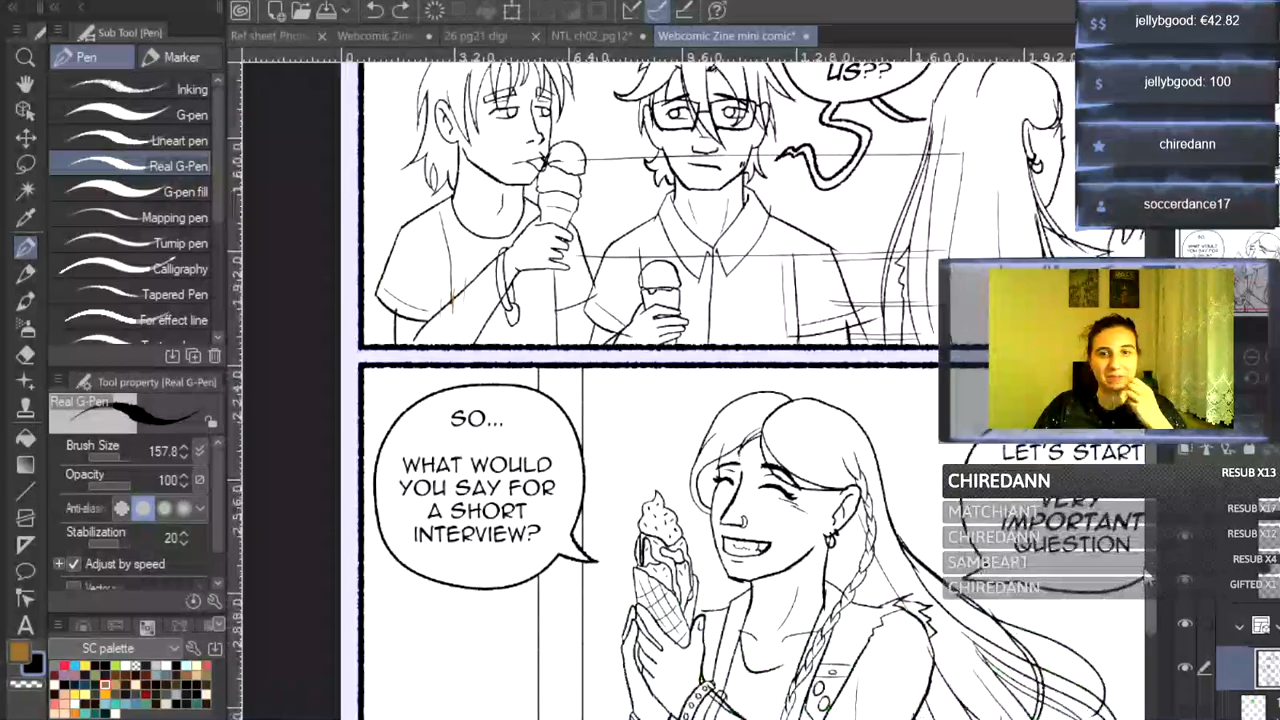 Sub Tool [Pen]
Pen
Marker
Inking
G-pen
Lineart pen
Real G-Pen
G-pen fill
Mapping pen
Turnip pen
Calligraphy
Tapered Pen
For effect line
Tool property [Real G-Pen]
Real G-Pen
Brush Size
157.8
Opacity
100
Anti-alias
Stabilization
20
Adjust by speed
SC palette
Ref sheet Phot
Webcomic Zine
26 pg21 digi
NTL ch02_pg12*
Webcomic Zine mini comic*
US??
SO...
WHAT WOULD
YOU SAY FOR
A SHORT
INTERVIEW?
LET'S START
VERY
IMPORTANT
QUESTION
jellybgood: €42.82
jellybgood: 100
chiredann
soccerdance17
CHIREDANN
RESUB X13
MATCHIANT
RESUB X17
CHIREDANN
RESUB X12
SAMBEART
RESUB X4
CHIREDANN
GIFTED X1